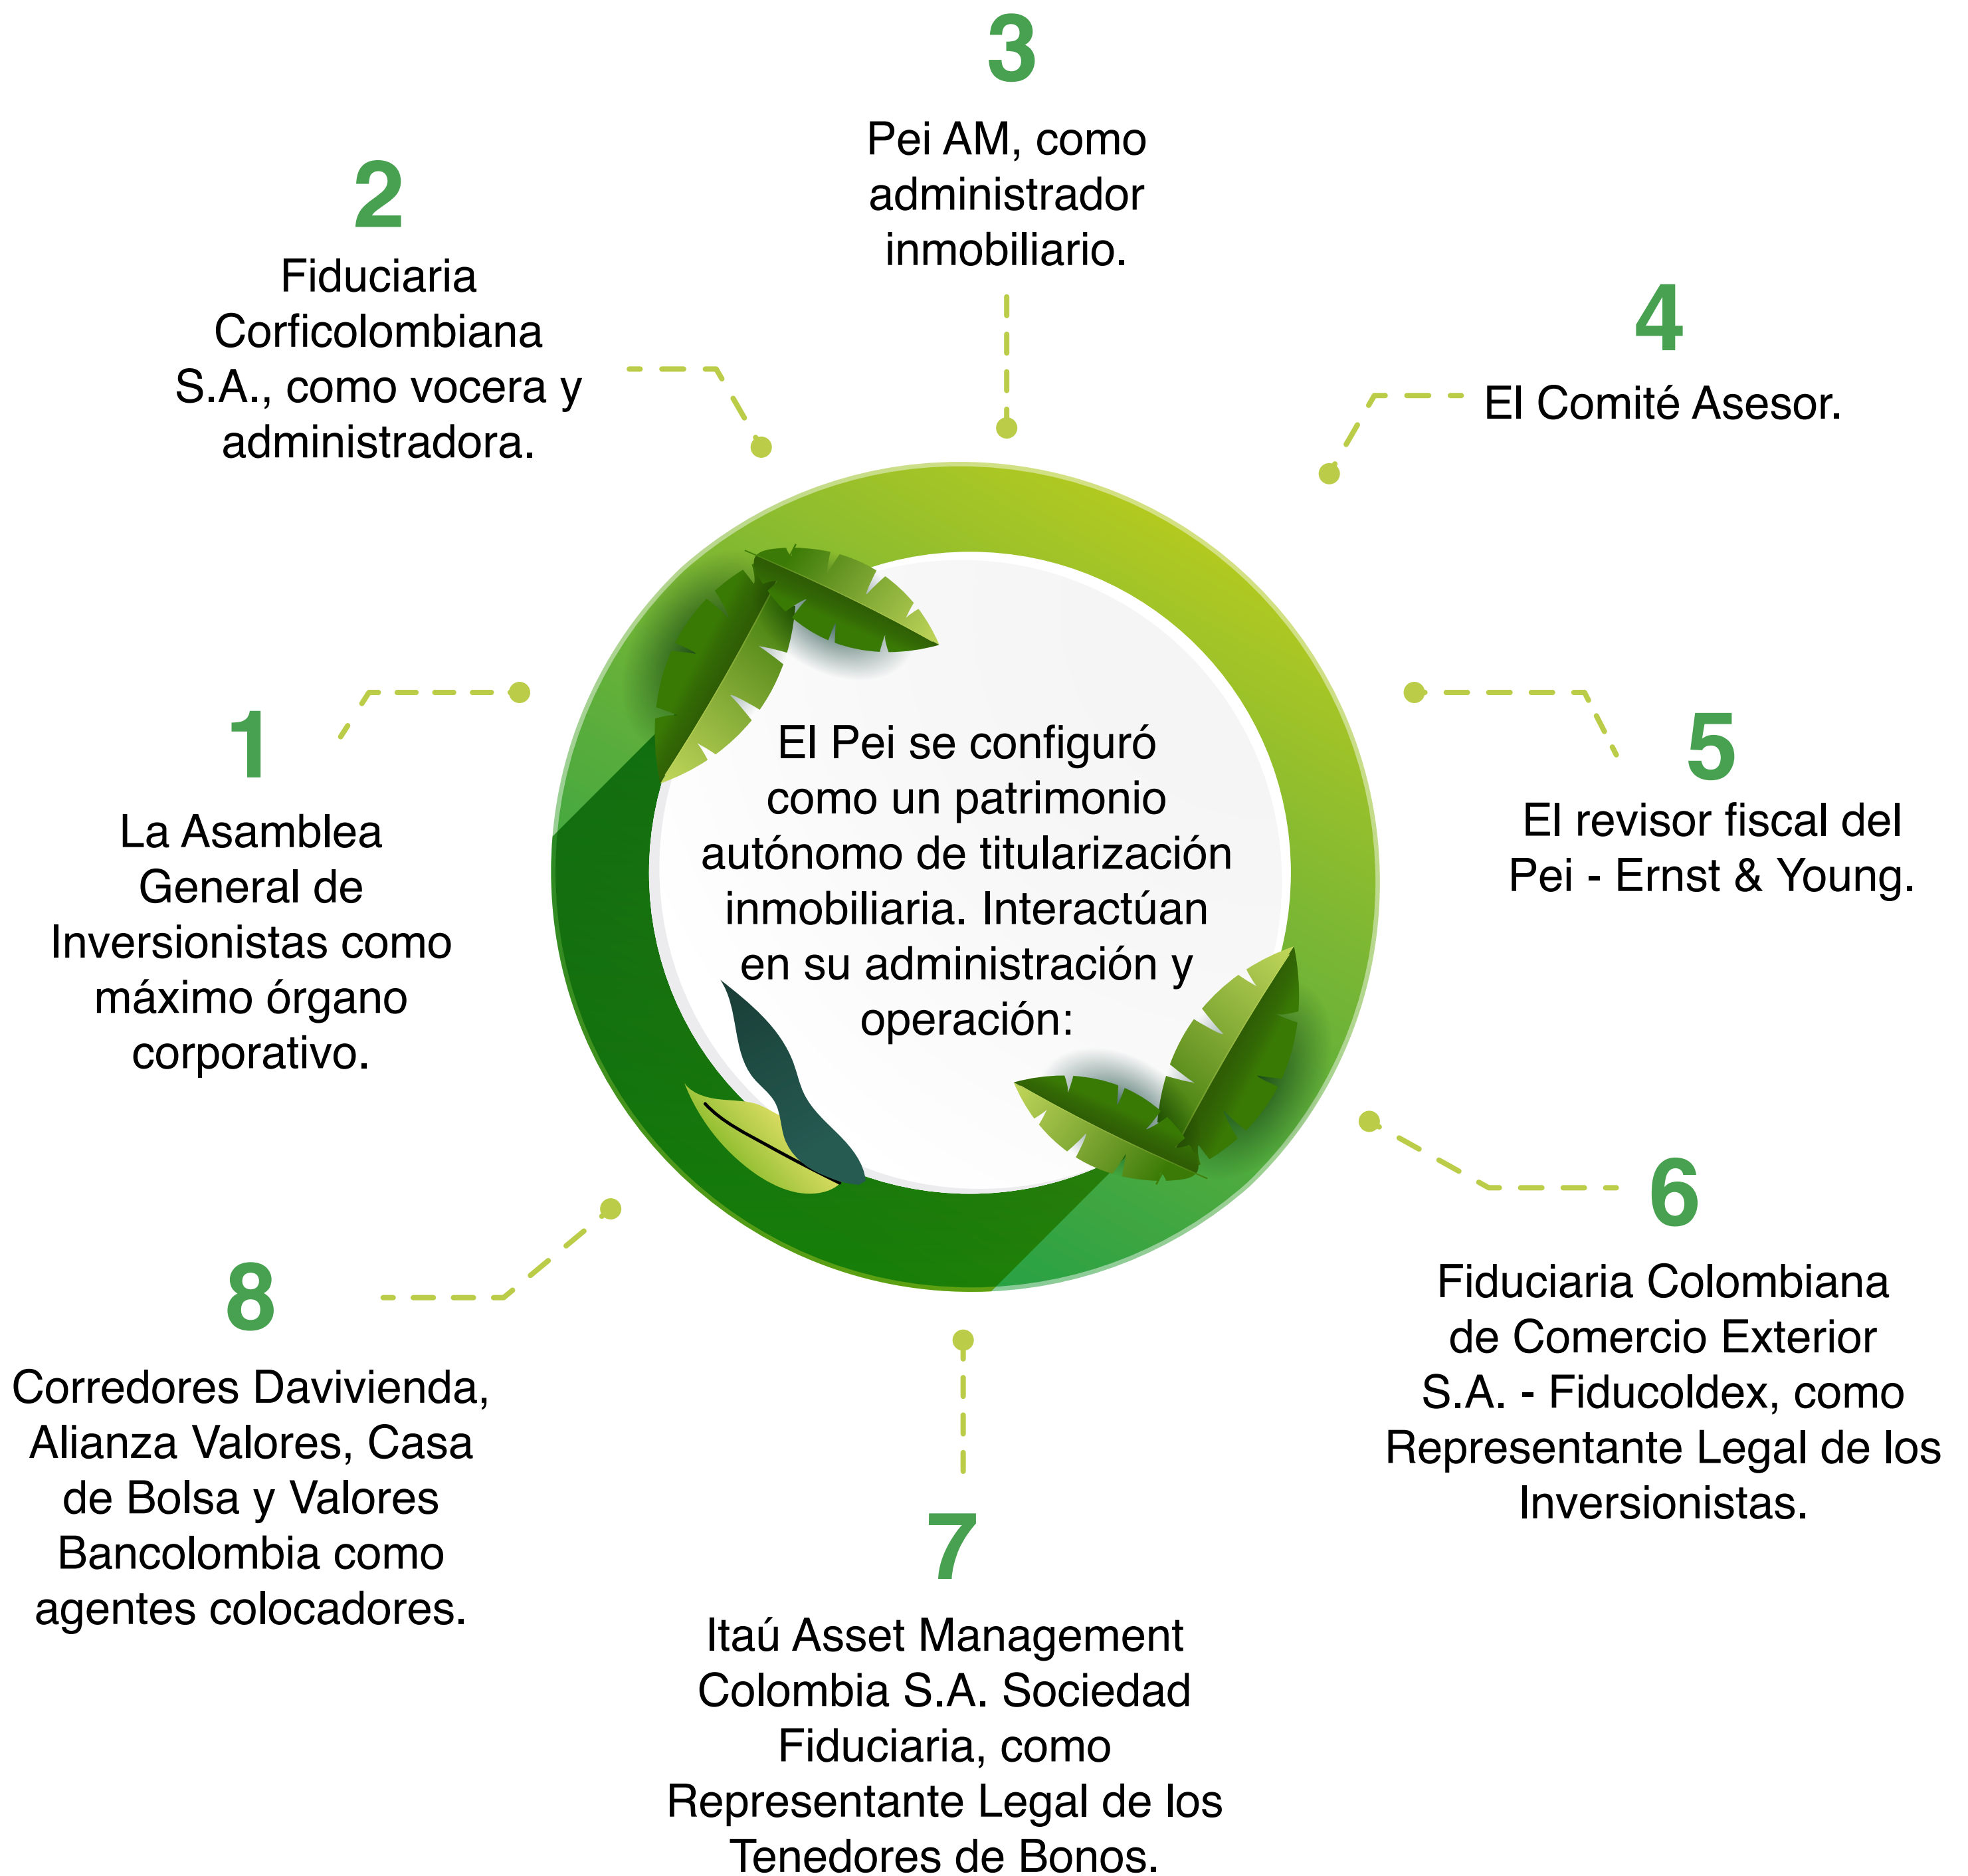 El Pei se configuró
como un patrimonio
autónomo de titularización
inmobiliaria. Interactúan
en su administración y
operación:
1
La Asamblea
General de
Inversionistas como
máximo órgano
corporativo.
2
Fiduciaria
Corficolombiana
S.A., como vocera y
administradora.
3
Pei AM, como
administrador
inmobiliario.
4
El Comité Asesor.
5
El revisor fiscal del
Pei - Ernst & Young.
6
Fiduciaria Colombiana
de Comercio Exterior
S.A. - Fiducoldex, como
Representante Legal de los
Inversionistas.
7
Itaú Asset Management
Colombia S.A. Sociedad
Fiduciaria, como
Representante Legal de los
Tenedores de Bonos.
8
Corredores Davivienda,
Alianza Valores, Casa
de Bolsa y Valores
Bancolombia como
agentes colocadores.